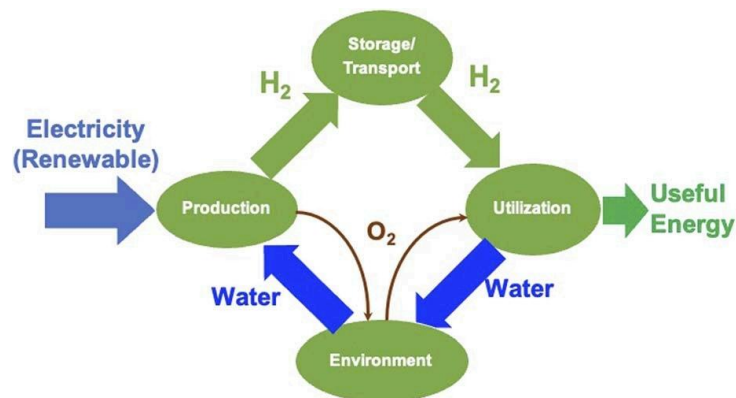 Storage/
Transport
H₂
H₂
Electricity
(Renewable)
Production
Utilization
Useful
Energy
O₂
Water
Water
Environment